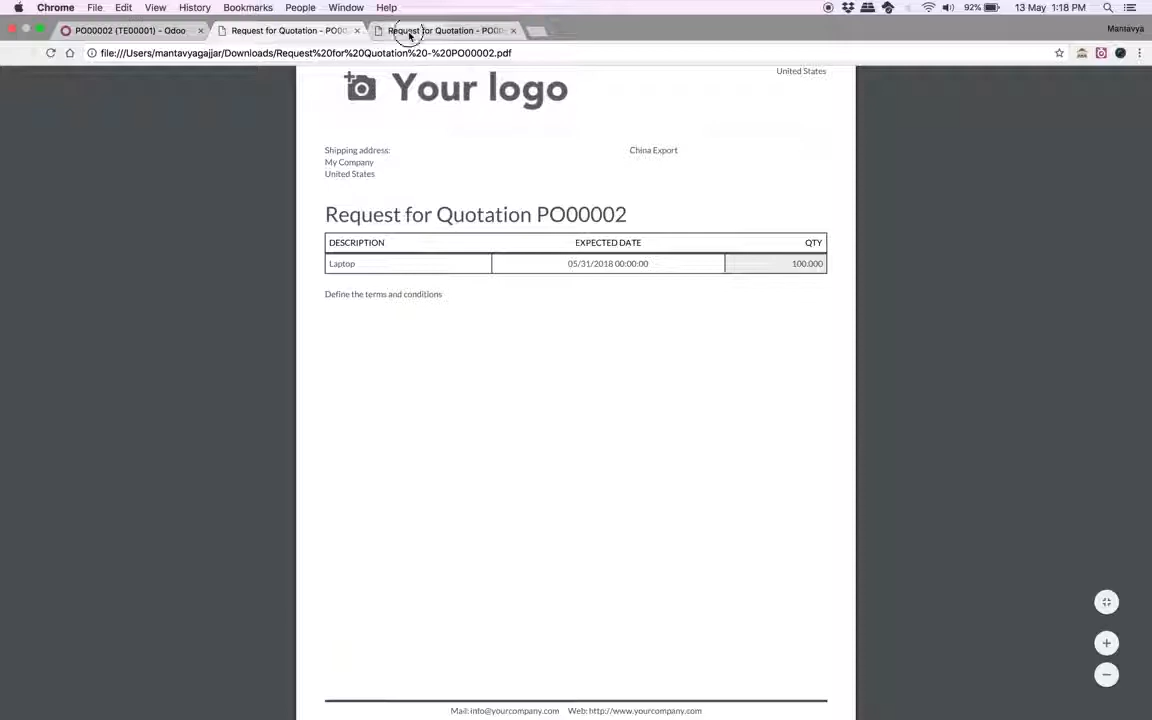 Chrome File Edit View History Bookmarks People Window Help 92% 13 May 1:18 PM
PO00002 (TE00001) - Odoo Request for Quotation - PO00 Request for Quotation - PO00 Mantavya
file:///Users/mantavyagajjar/Downloads/Request%20for%20Quotation%20-%20PO00002.pdf
Your logo United States
Shipping address: China Export
My Company
United States
Request for Quotation PO00002
DESCRIPTION EXPECTED DATE QTY
Laptop 05/31/2018 00:00:00 100.000
Define the terms and conditions
Mail: info@yourcompany.com Web: http://www.yourcompany.com